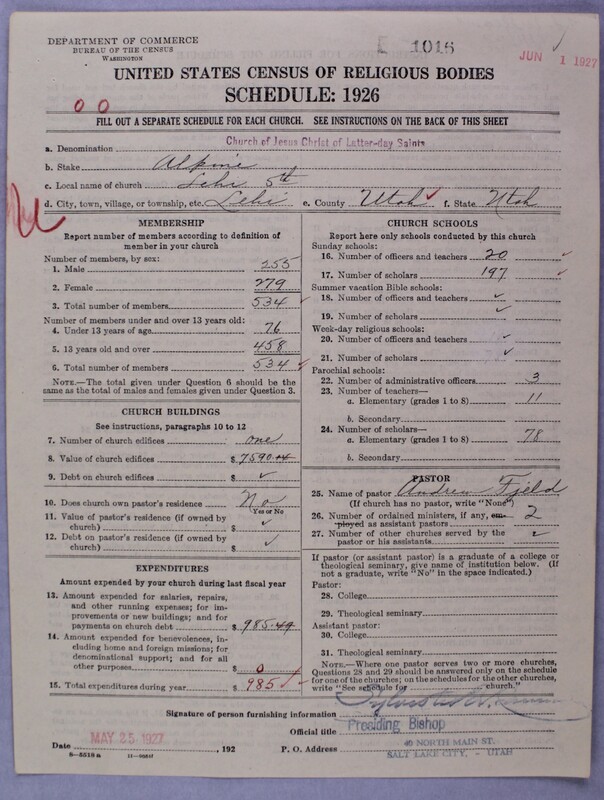 DEPARTMENT OF COMMERCE
BUREAU OF THE CENSUS
WASHINGTON
1016
JUN 1 1927
UNITED STATES CENSUS OF RELIGIOUS BODIES
SCHEDULE: 1926
0 0
FILL OUT A SEPARATE SCHEDULE FOR EACH CHURCH. SEE INSTRUCTIONS ON THE BACK OF THIS SHEET
a. Denomination Church of Jesus Christ of Latter-day Saints
b. Stake Alpine
c. Local name of church Lehi 5th
d. City, town, village, or township, etc. Lehi e. County Utah f. State Utah
MEMBERSHIP
Report number of members according to definition of
member in your church
Number of members, by sex:
1. Male 255
2. Female 279
3. Total number of members 534
Number of members under and over 13 years old:
4. Under 13 years of age 76
5. 13 years old and over 458
6. Total number of members 534
NOTE.—The total given under Question 6 should be
same as the total of males and females given under Question 3.
CHURCH BUILDINGS
See instructions, paragraphs 10 to 12
7. Number of church edifices one
8. Value of church edifices $ 7590.
9. Debt on church edifices $
10. Does church own pastor's residence No
Yes or No
11. Value of pastor's residence (if owned by
church) $
12. Debt on pastor's residence (if owned by
church) $
EXPENDITURES
Amount expended by your church during last fiscal year
13. Amount expended for salaries, repairs,
and other running expenses; for im-
provements or new buildings; and for
payments on church debt $ 985.49
14. Amount expended for benevolences, in-
cluding home and foreign missions; for
denominational support; and for all
other purposes $ 0
15. Total expenditures during year $ 985
CHURCH SCHOOLS
Report here only schools conducted by this church
Sunday schools:
16. Number of officers and teachers 20
17. Number of scholars 197
Summer vacation Bible schools:
18. Number of officers and teachers
19. Number of scholars
Week-day religious schools:
20. Number of officers and teachers
21. Number of scholars
Parochial schools:
22. Number of administrative officers 3
23. Number of teachers—
a. Elementary (grades 1 to 8) 11
b. Secondary
24. Number of scholars—
a. Elementary (grades 1 to 8) 78
b. Secondary
PASTOR
25. Name of pastor Andrew Fjeld
(If church has no pastor, write "None")
26. Number of ordained ministers, if any, em-
ployed as assistant pastors 2
27. Number of other churches served by the
pastor or his assistants
If pastor (or assistant pastor) is a graduate of a college or
theological seminary, give name of institution below. (If
not a graduate, write "No" in the space indicated.)
Pastor:
28. College
29. Theological seminary
Assistant pastor:
30. College
31. Theological seminary
NOTE.—Where one pastor serves two or more churches,
Questions 28 and 29 should be answered only on the schedule
for one of the churches; on the schedules for the other churches,
write "See schedule for church."
Signature of person furnishing information
Official title Presiding Bishop
Date MAY 25 1927, 192 P. O. Address 40 NORTH MAIN ST.
SALT LAKE CITY, - UTAH